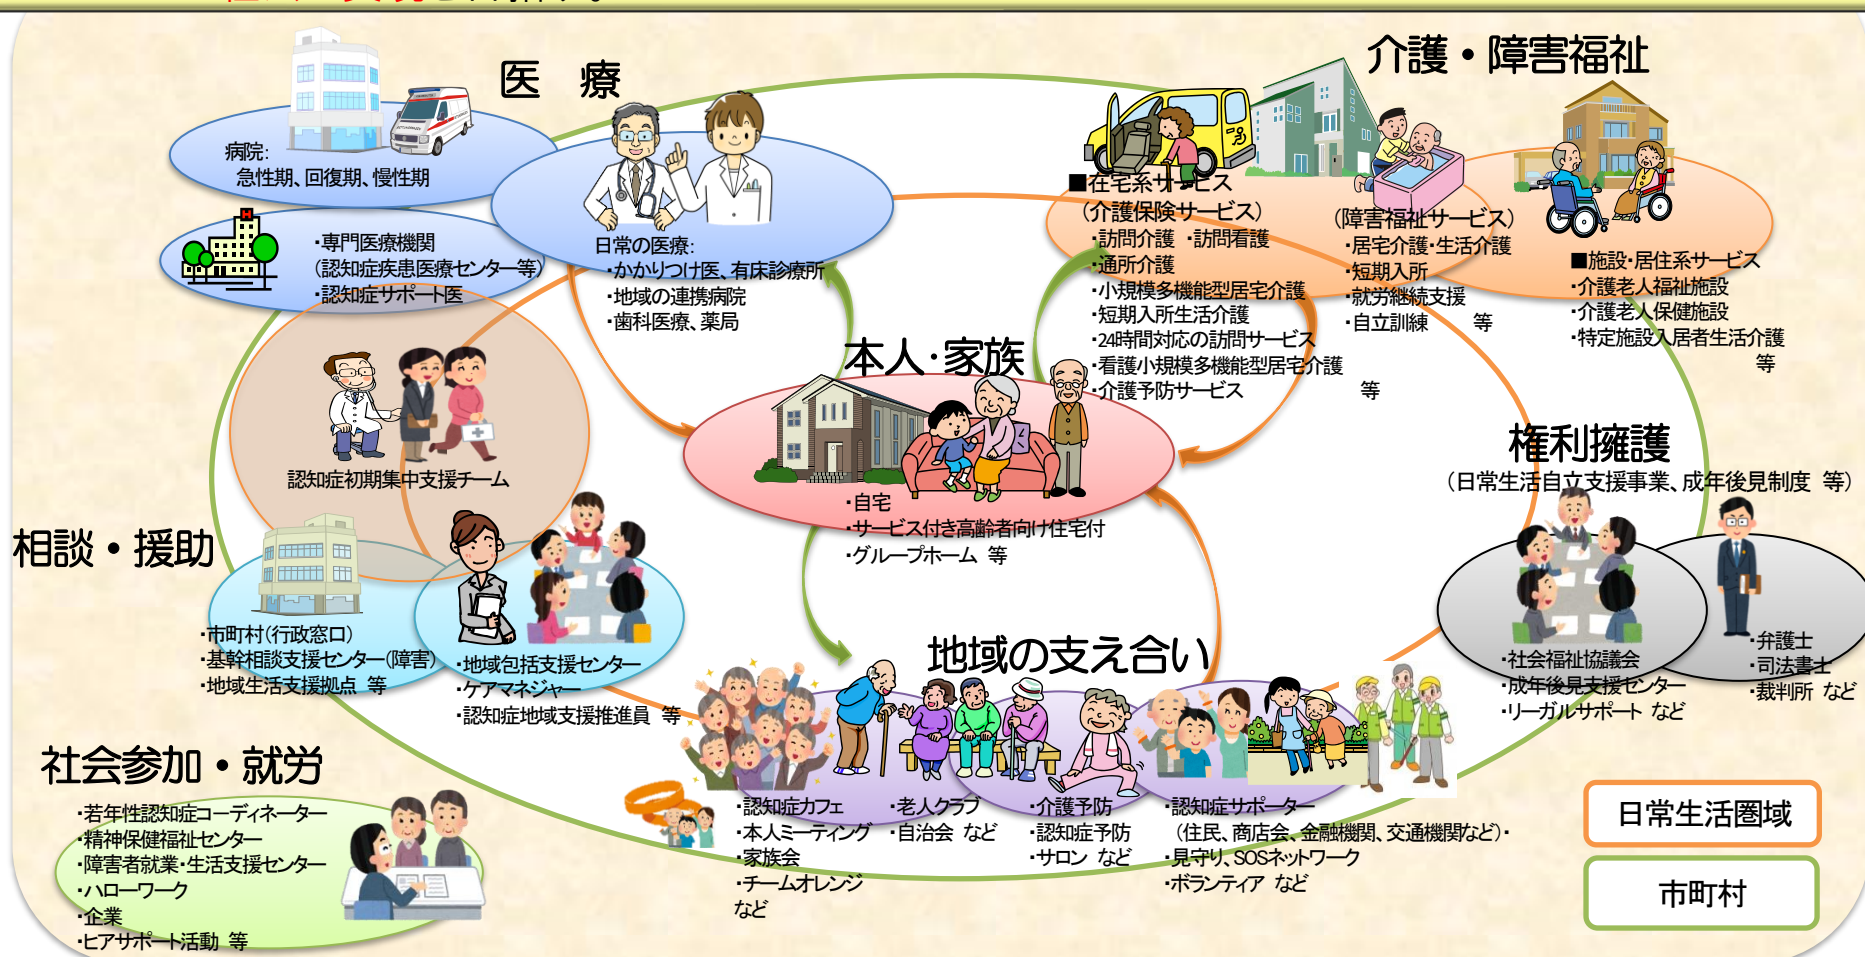 医　療
病院:
急性期、回復期、慢性期
・専門医療機関
(認知症疾患医療センター等)
・認知症サポート医
日常の医療:
・かかりつけ医、有床診療所
・地域の連携病院
・歯科医療、薬局
介護・障害福祉
■在宅系サービス
(介護保険サービス)
・訪問介護 ・訪問看護
・通所介護
・小規模多機能型居宅介護
・短期入所生活介護
・24時間対応の訪問サービス
・看護小規模多機能型居宅介護
・介護予防サービス 等
(障害福祉サービス)
・居宅介護・生活介護
・短期入所
・就労継続支援
・自立訓練 等
■施設・居住系サービス
・介護老人福祉施設
・介護老人保健施設
・特定施設入居者生活介護
等
本人・家族
・自宅
・サービス付き高齢者向け住宅付
・グループホーム 等
認知症初期集中支援チーム
相談・援助
・市町村(行政窓口)
・基幹相談支援センター(障害)
・地域生活支援拠点 等
・地域包括支援センター
・ケアマネジャー
・認知症地域支援推進員 等
権利擁護
(日常生活自立支援事業、成年後見制度 等)
・社会福祉協議会
・成年後見支援センター
・リーガルサポート など
・弁護士
・司法書士
・裁判所 など
地域の支え合い
・認知症カフェ
・本人ミーティング
・家族会
・チームオレンジ
など
・老人クラブ
・自治会 など
・介護予防
・認知症予防
・サロン など
・認知症サポーター
(住民、商店会、金融機関、交通機関など)・
・見守り、SOSネットワーク
・ボランティア など
社会参加・就労
・若年性認知症コーディネーター
・精神保健福祉センター
・障害者就業・生活支援センター
・ハローワーク
・企業
・ピアサポート活動 等
日常生活圏域
市町村